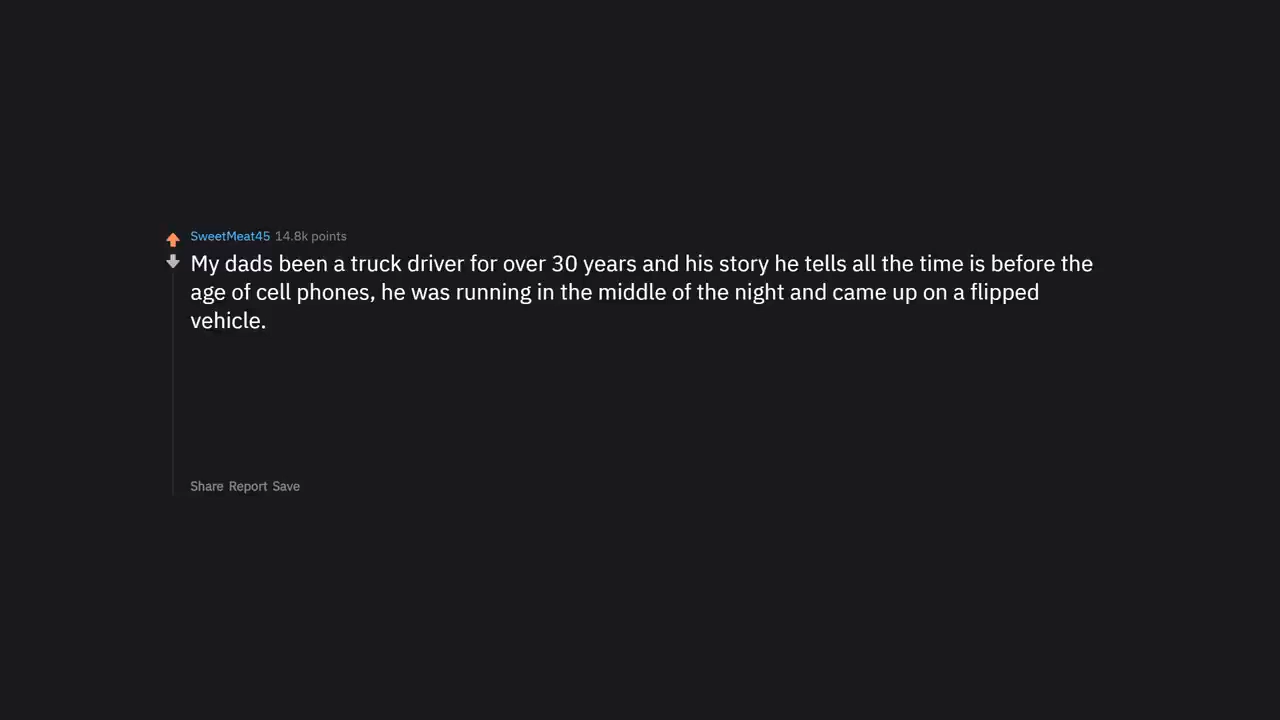 SweetMeat45 14.8k points
My dads been a truck driver for over 30 years and his story he tells all the time is before the
age of cell phones, he was running in the middle of the night and came up on a flipped
vehicle.
Share Report Save